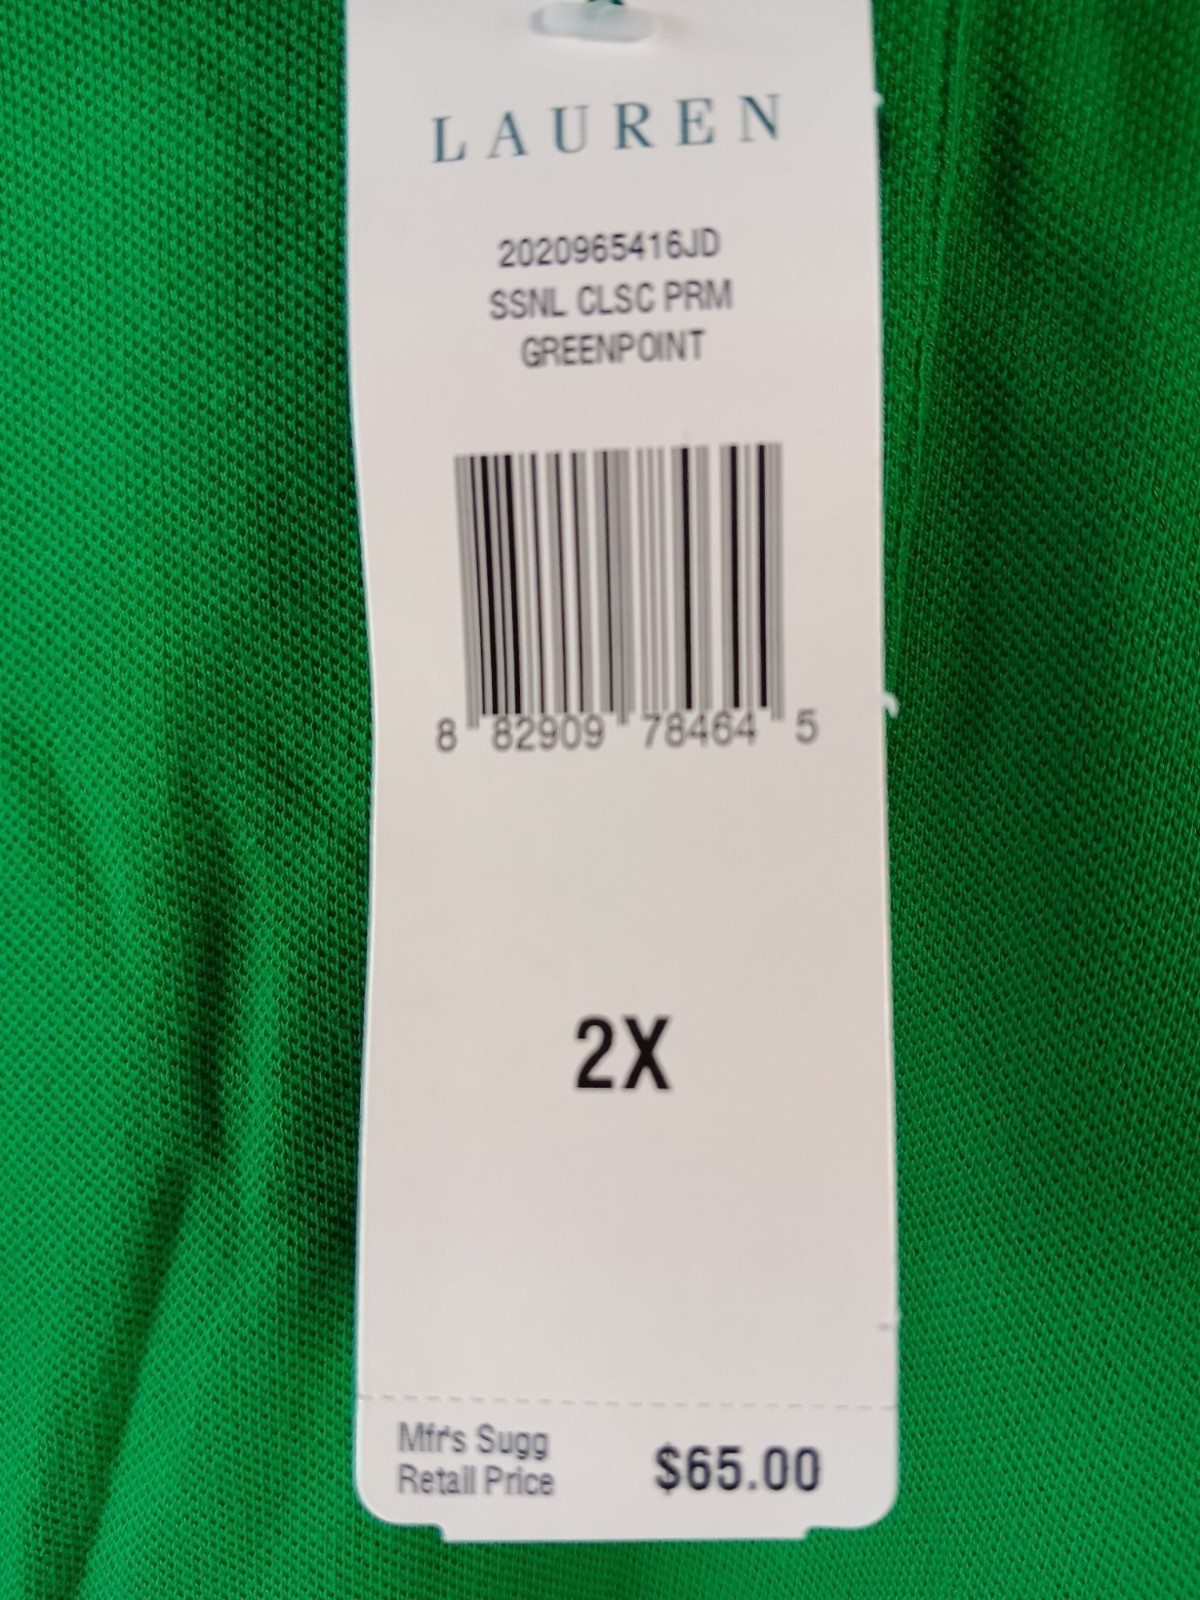 LAUREN
2020965416JD
SSNL CLSC PRM
GREENPOINT
8 82909 78464 5
2X
Mfr's Sugg
Retail Price $65.00